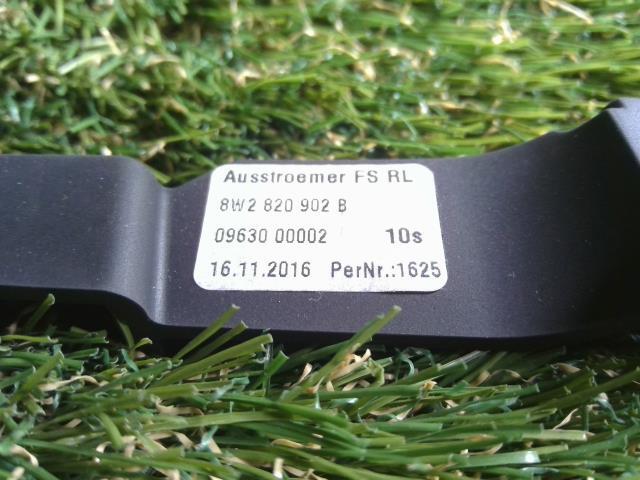 Ausstroemer FS RL
8W2 820 902 B
09630 00002 10s
16.11.2016 PerNr.:1625